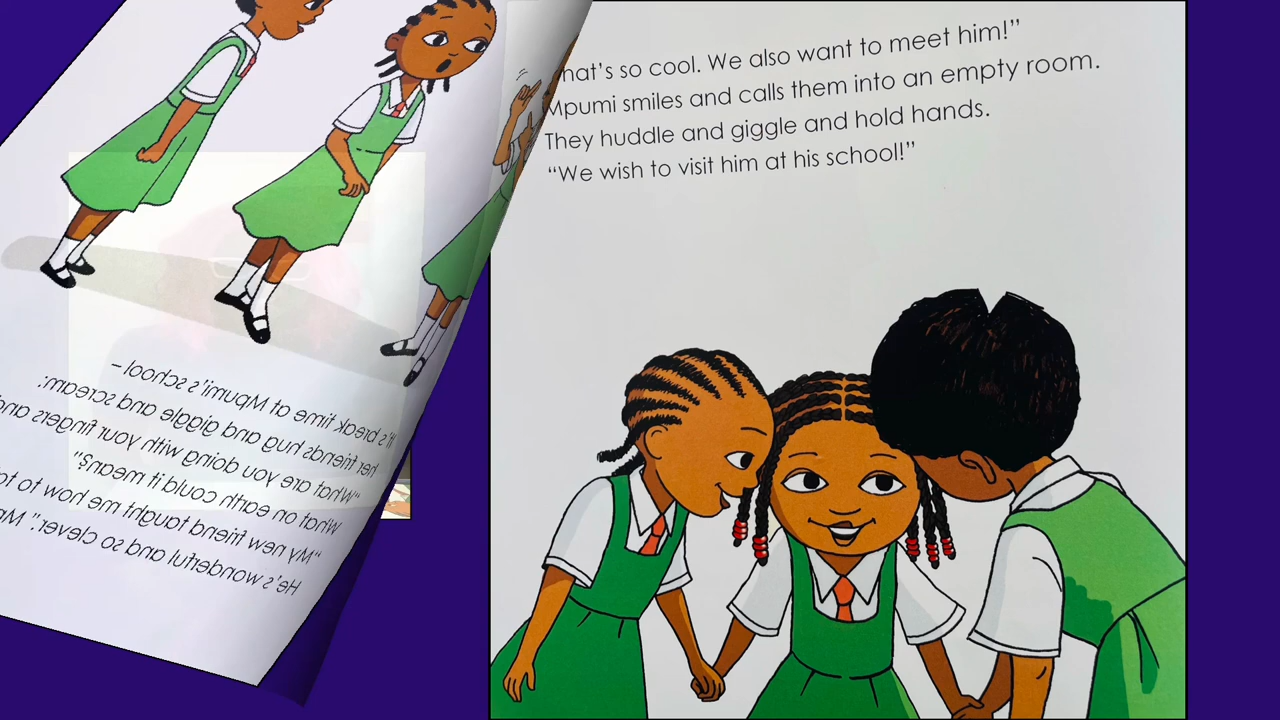 It's break time at Mpumi's school –
her friends hug and giggle and scream:
“What are you doing with your fingers and
What on earth could it mean?”
“My new friend taught me how to
He's wonderful and so clever.”
hat’s so cool. We also want to meet him!”
Mpumi smiles and calls them into an empty room.
They huddle and giggle and hold hands.
“We wish to visit him at his school!”